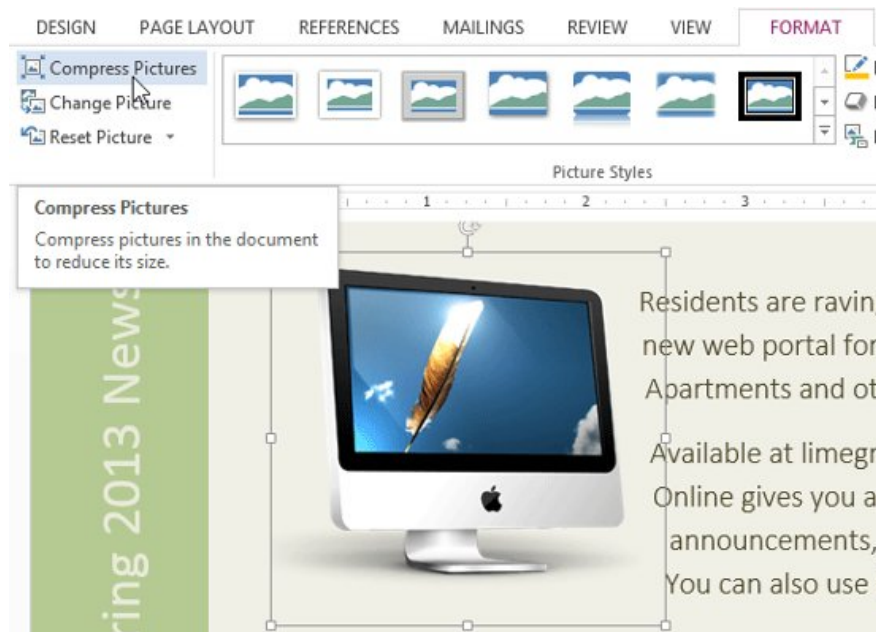 DESIGN PAGE LAYOUT REFERENCES MAILINGS REVIEW VIEW FORMAT
Compress Pictures
Change Picture
Reset Picture
Picture Styles
Compress Pictures
Compress pictures in the document
to reduce its size.
1 2 3
ring 2013 News
Residents are ravin
new web portal for
Apartments and ot
Available at limegr
Online gives you a
announcements,
You can also use